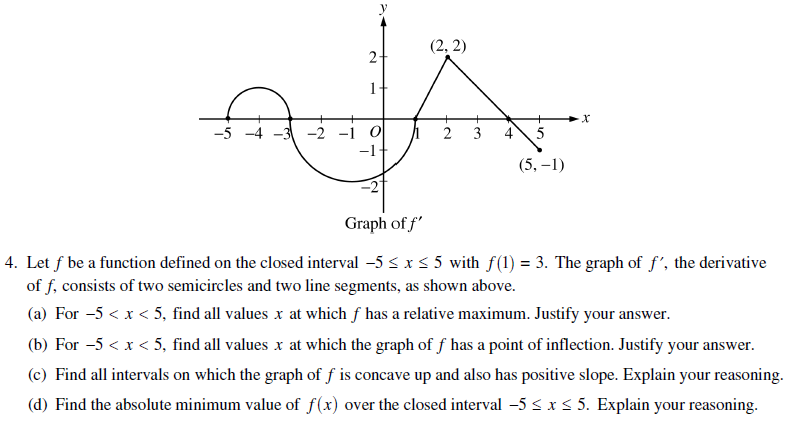 y
(2, 2)
2
1
x
−5 −4 −3 −2 −1 O 1 2 3 4 5
−1
(5, −1)
−2
Graph of f′
4. Let f be a function defined on the closed interval −5 ≤ x ≤ 5 with f(1) = 3. The graph of f′, the derivative
of f, consists of two semicircles and two line segments, as shown above.
(a) For −5 < x < 5, find all values x at which f has a relative maximum. Justify your answer.
(b) For −5 < x < 5, find all values x at which the graph of f has a point of inflection. Justify your answer.
(c) Find all intervals on which the graph of f is concave up and also has positive slope. Explain your reasoning.
(d) Find the absolute minimum value of f(x) over the closed interval −5 ≤ x ≤ 5. Explain your reasoning.